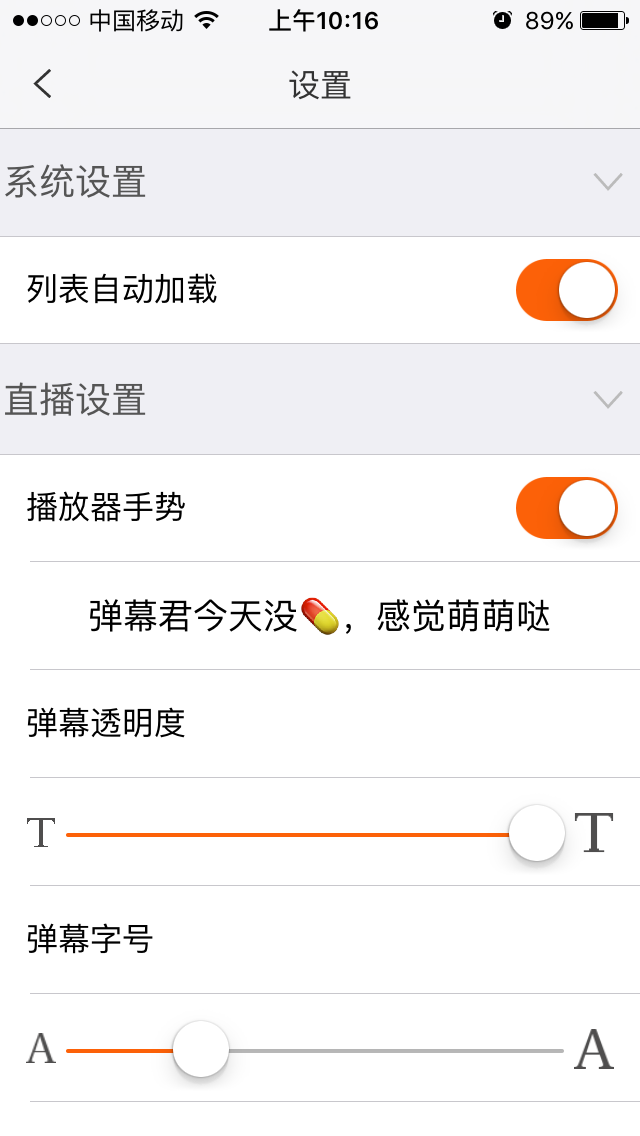 中国移动 上午10:16 89%
设置
系统设置
列表自动加载
直播设置
播放器手势
弹幕君今天没💊，感觉萌萌哒
弹幕透明度
T T
弹幕字号
A A